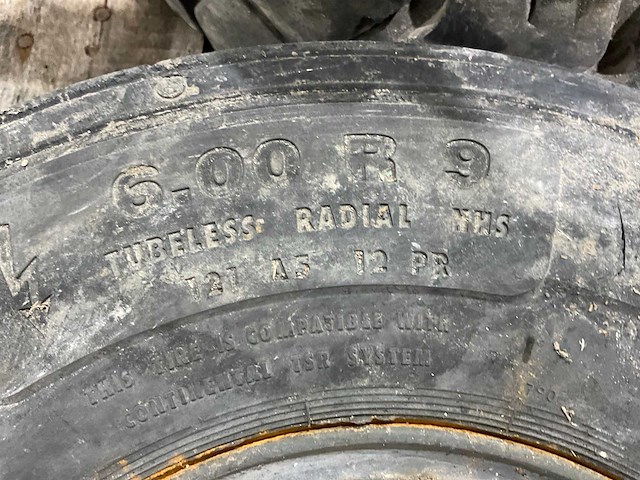 6.00 R 9
TUBELESS RADIAL NHS
121 A5 12 PR
THIS TIRE IS COMPATIBLE WITH
CONTINENTAL TSR SYSTEM